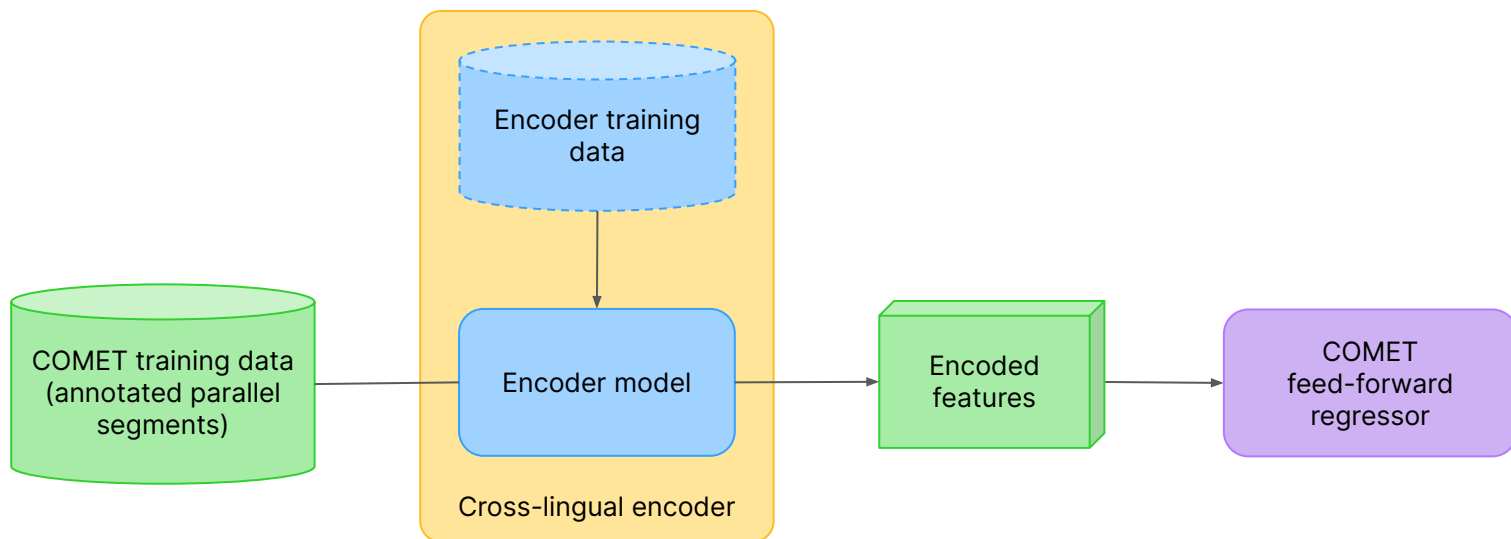 Encoder training
data
COMET training data
(annotated parallel
segments)
Encoder model
Encoded
features
COMET
feed-forward
regressor
Cross-lingual encoder